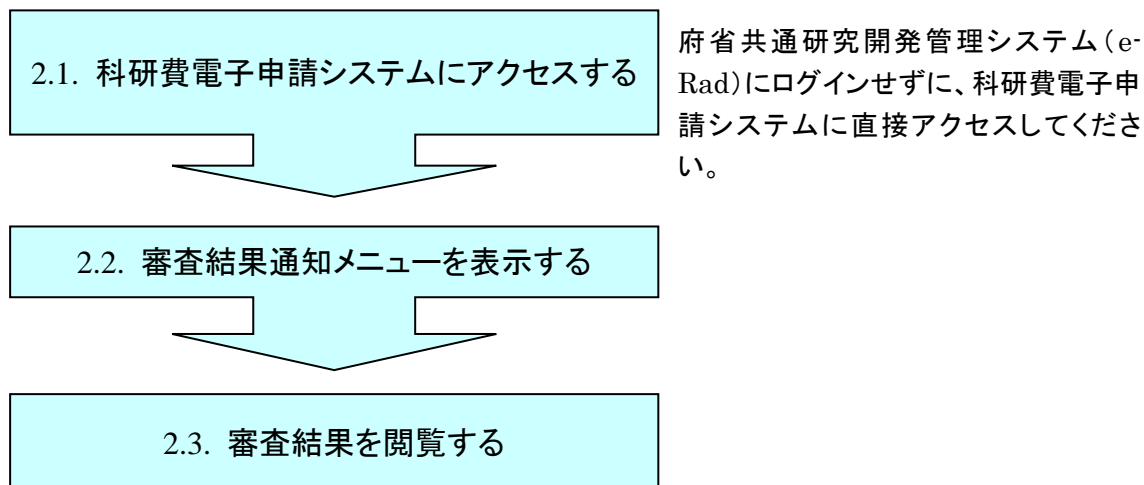 2.1. 科研費電子申請システムにアクセスする
府省共通研究開発管理システム（e-
Rad）にログインせずに、科研費電子申
請システムに直接アクセスしてくださ
い。
2.2. 審査結果通知メニューを表示する
2.3. 審査結果を閲覧する